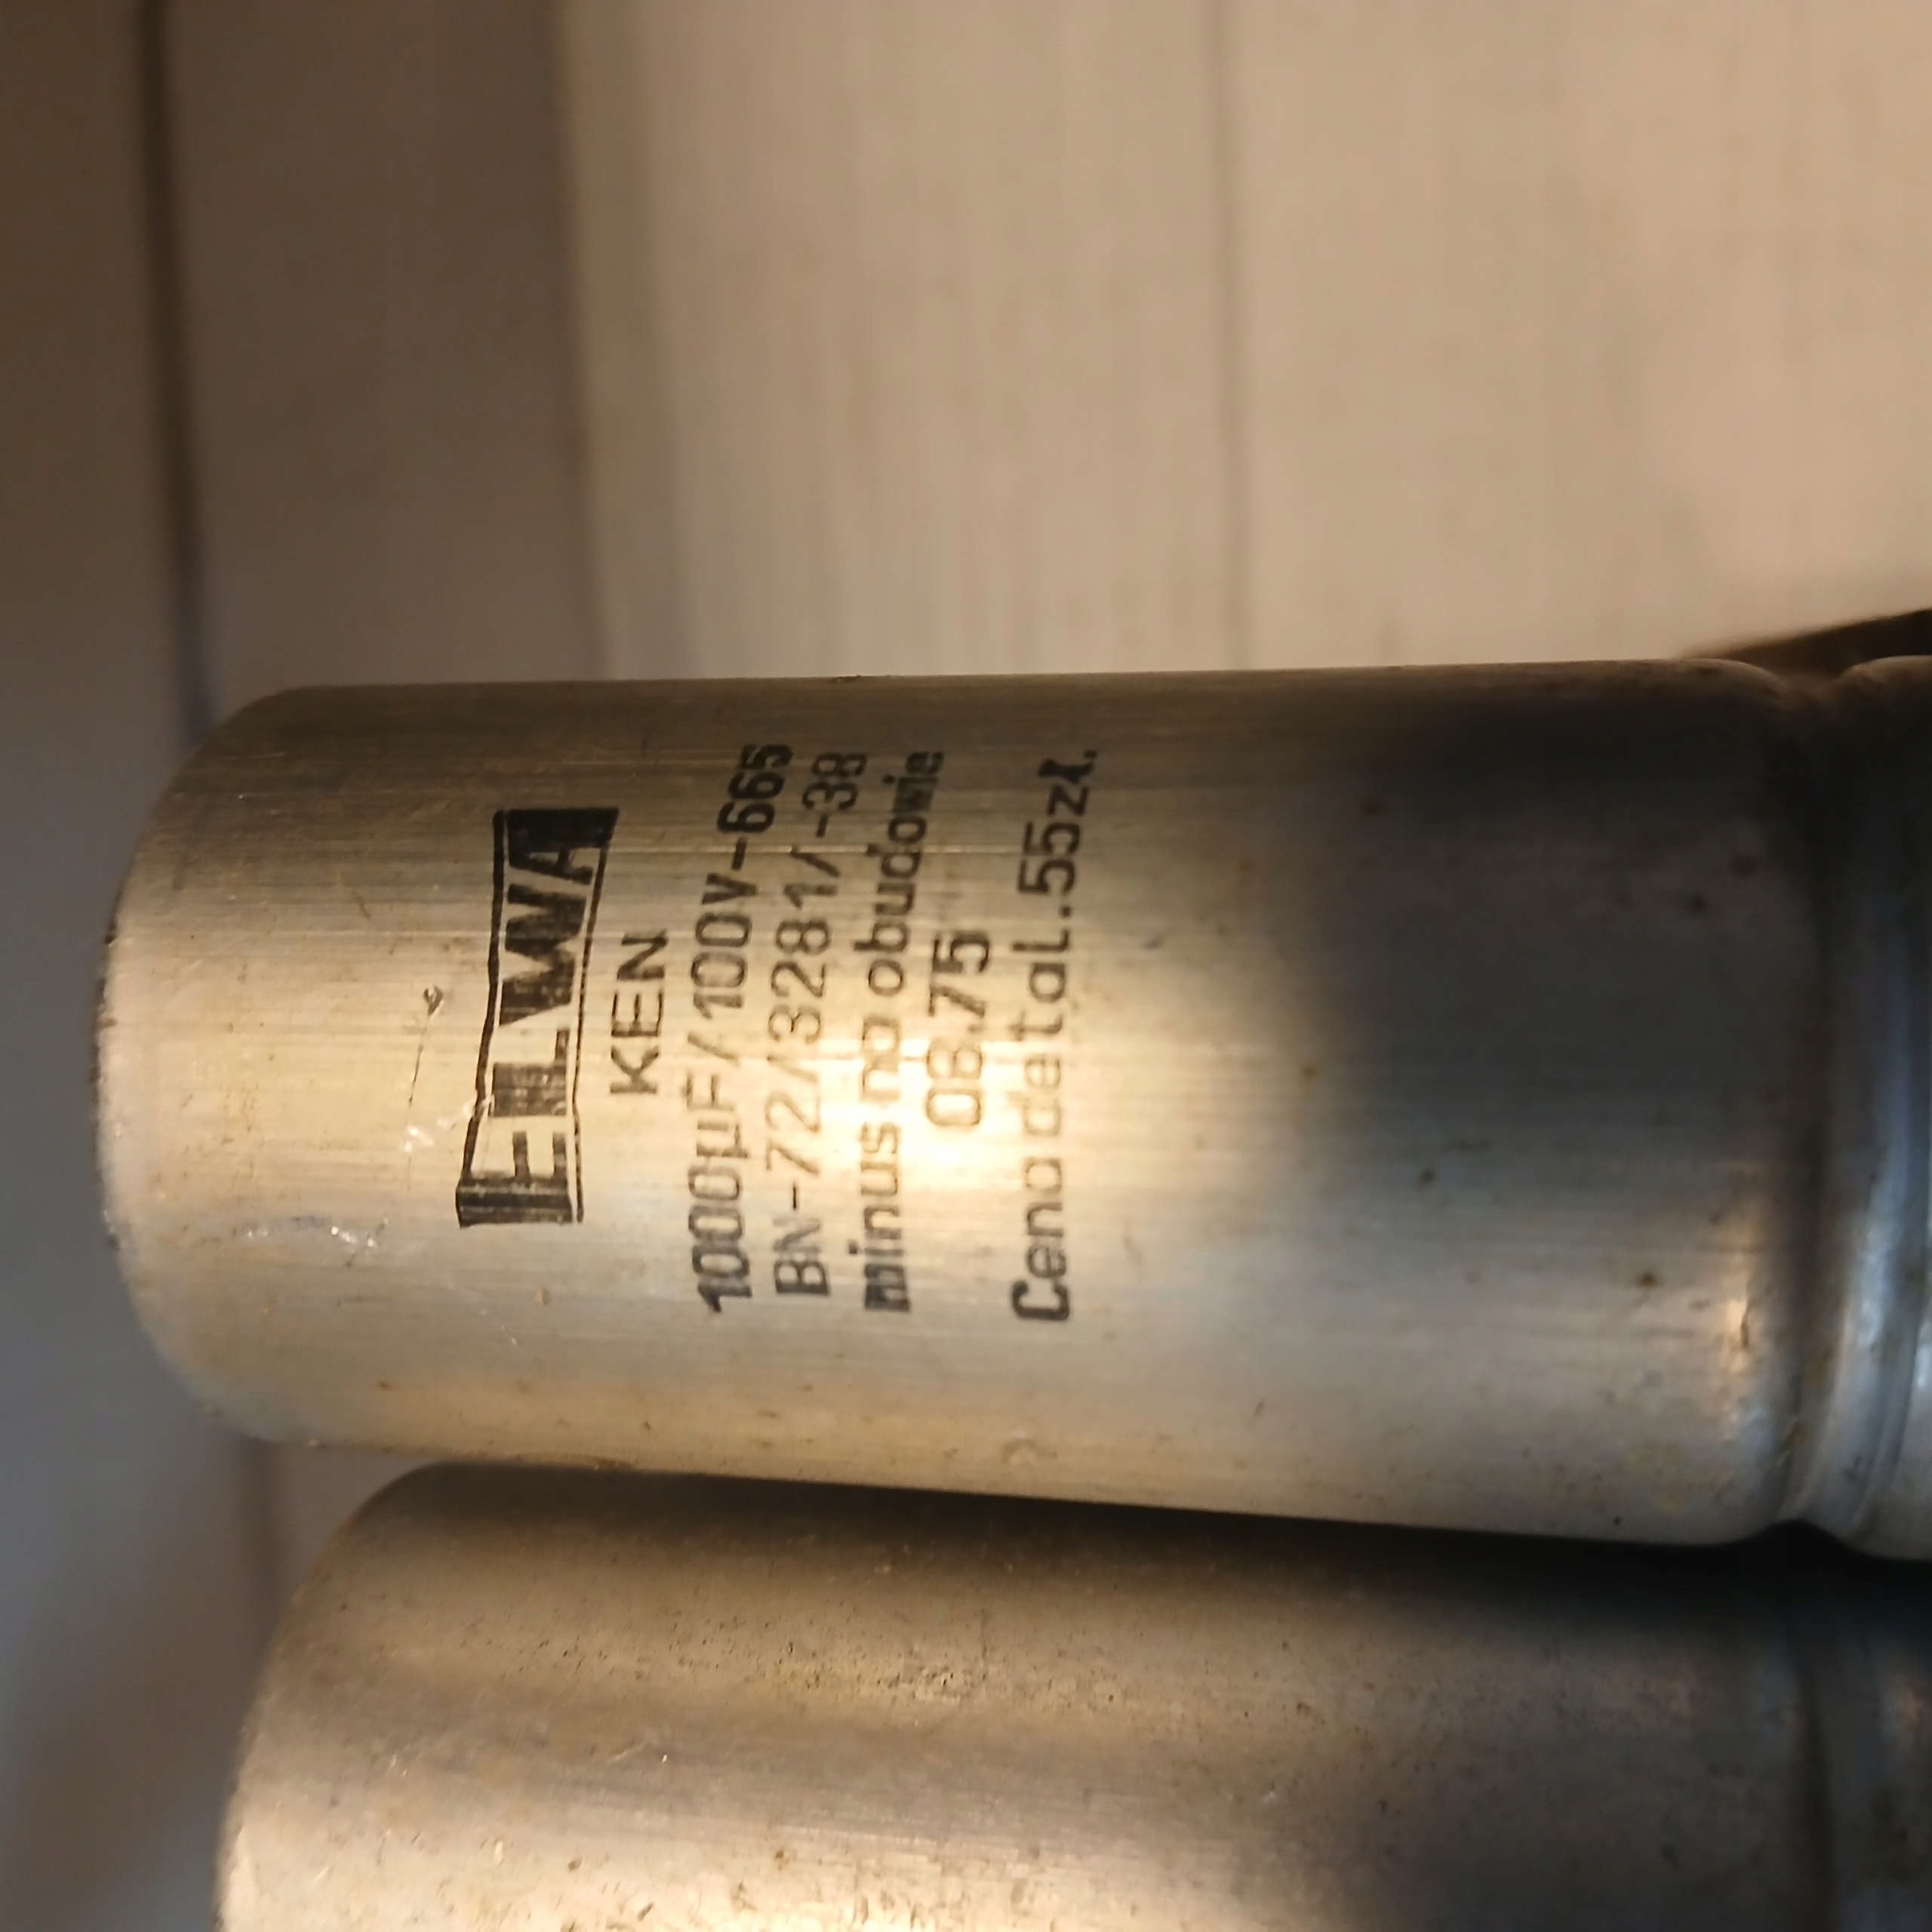 ELWA
KEN
1000µF/100V-665
BN-72/3281/-38
minus na obudowie
08.75
Cena detal.55zł.